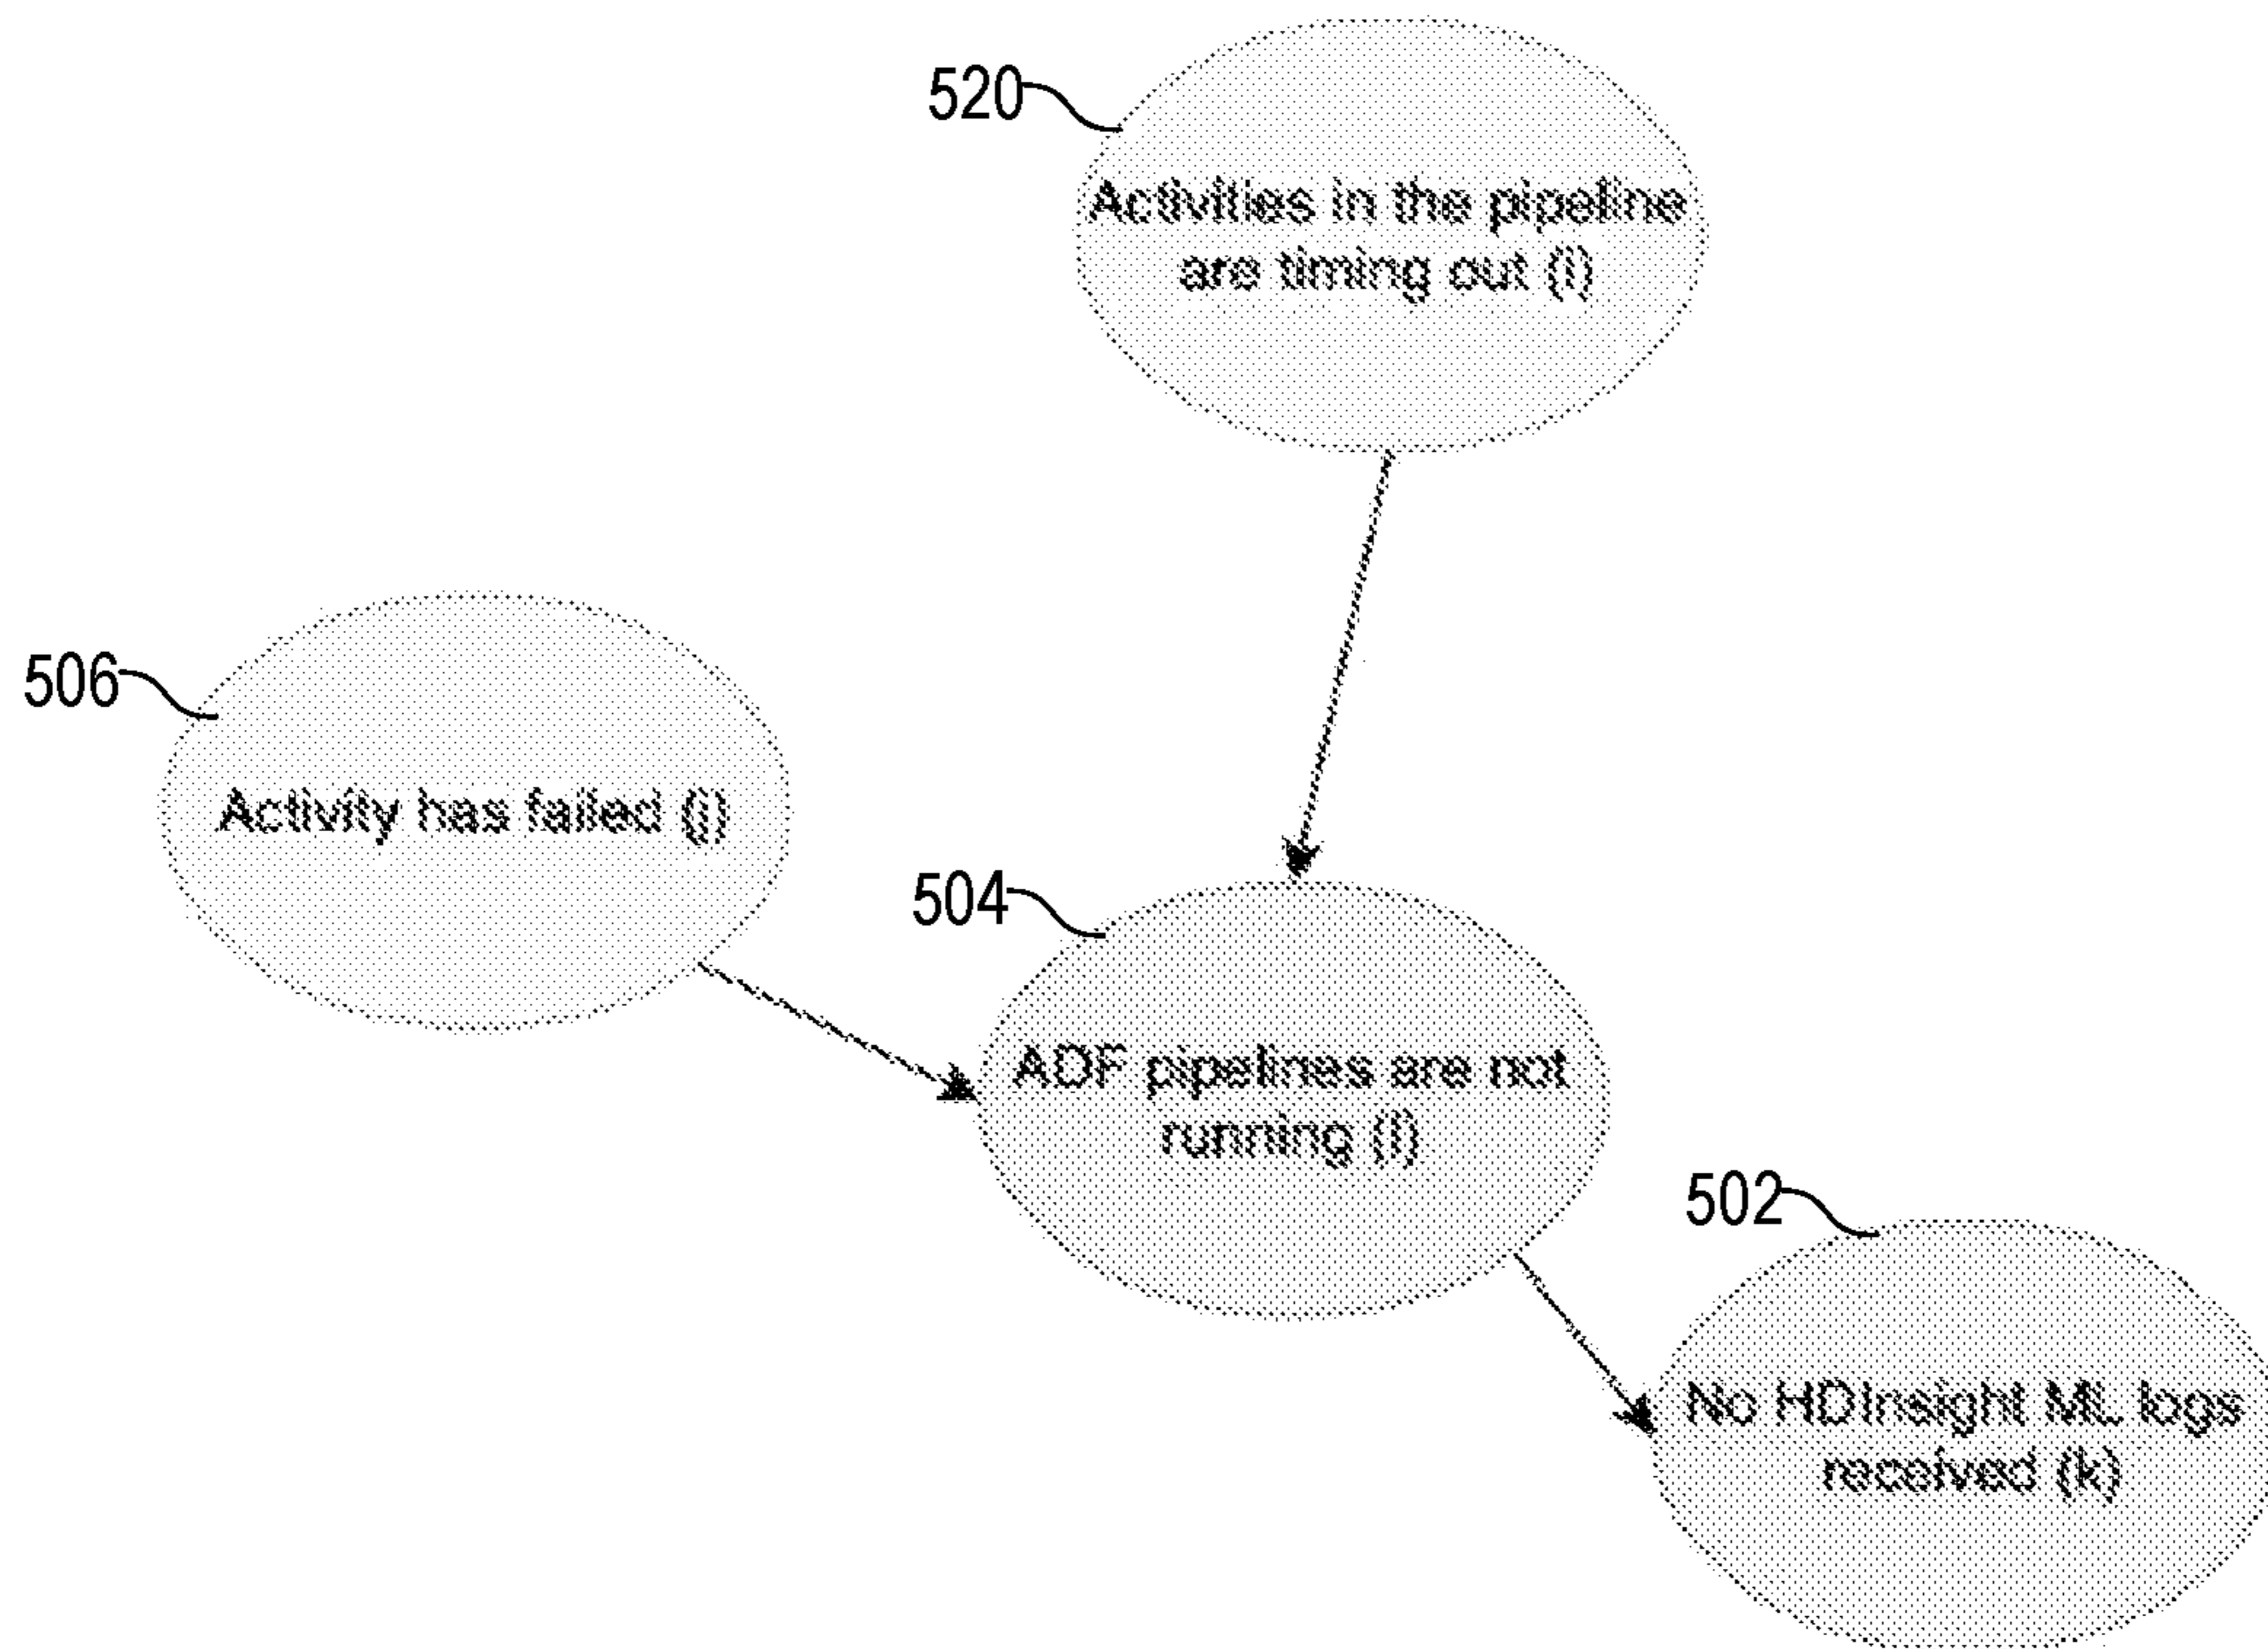 520
Activities in the pipeline
are timing out (l)
506
Activity has failed (j)
504
ADF pipelines are not
running (i)
502
No HDInsight ML logs
received (k)